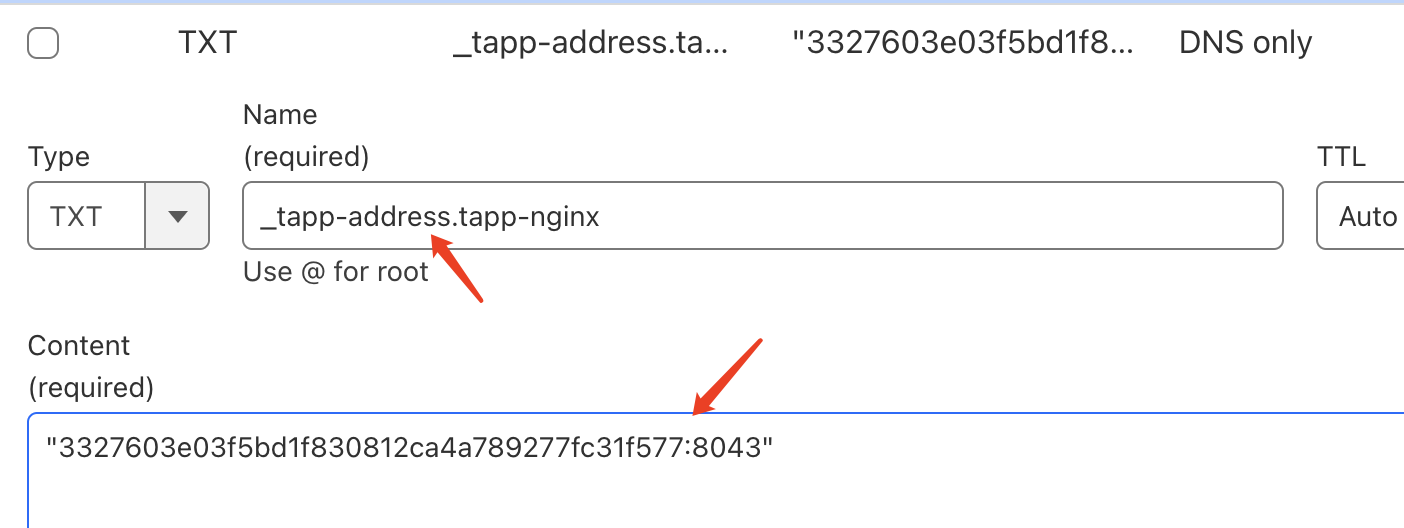 TXT _tapp-address.ta... "3327603e03f5bd1f8... DNS only
Name
Type (required) TTL
TXT _tapp-address.tapp-nginx Auto
Use @ for root
Content
(required)
"3327603e03f5bd1f830812ca4a789277fc31f577:8043"